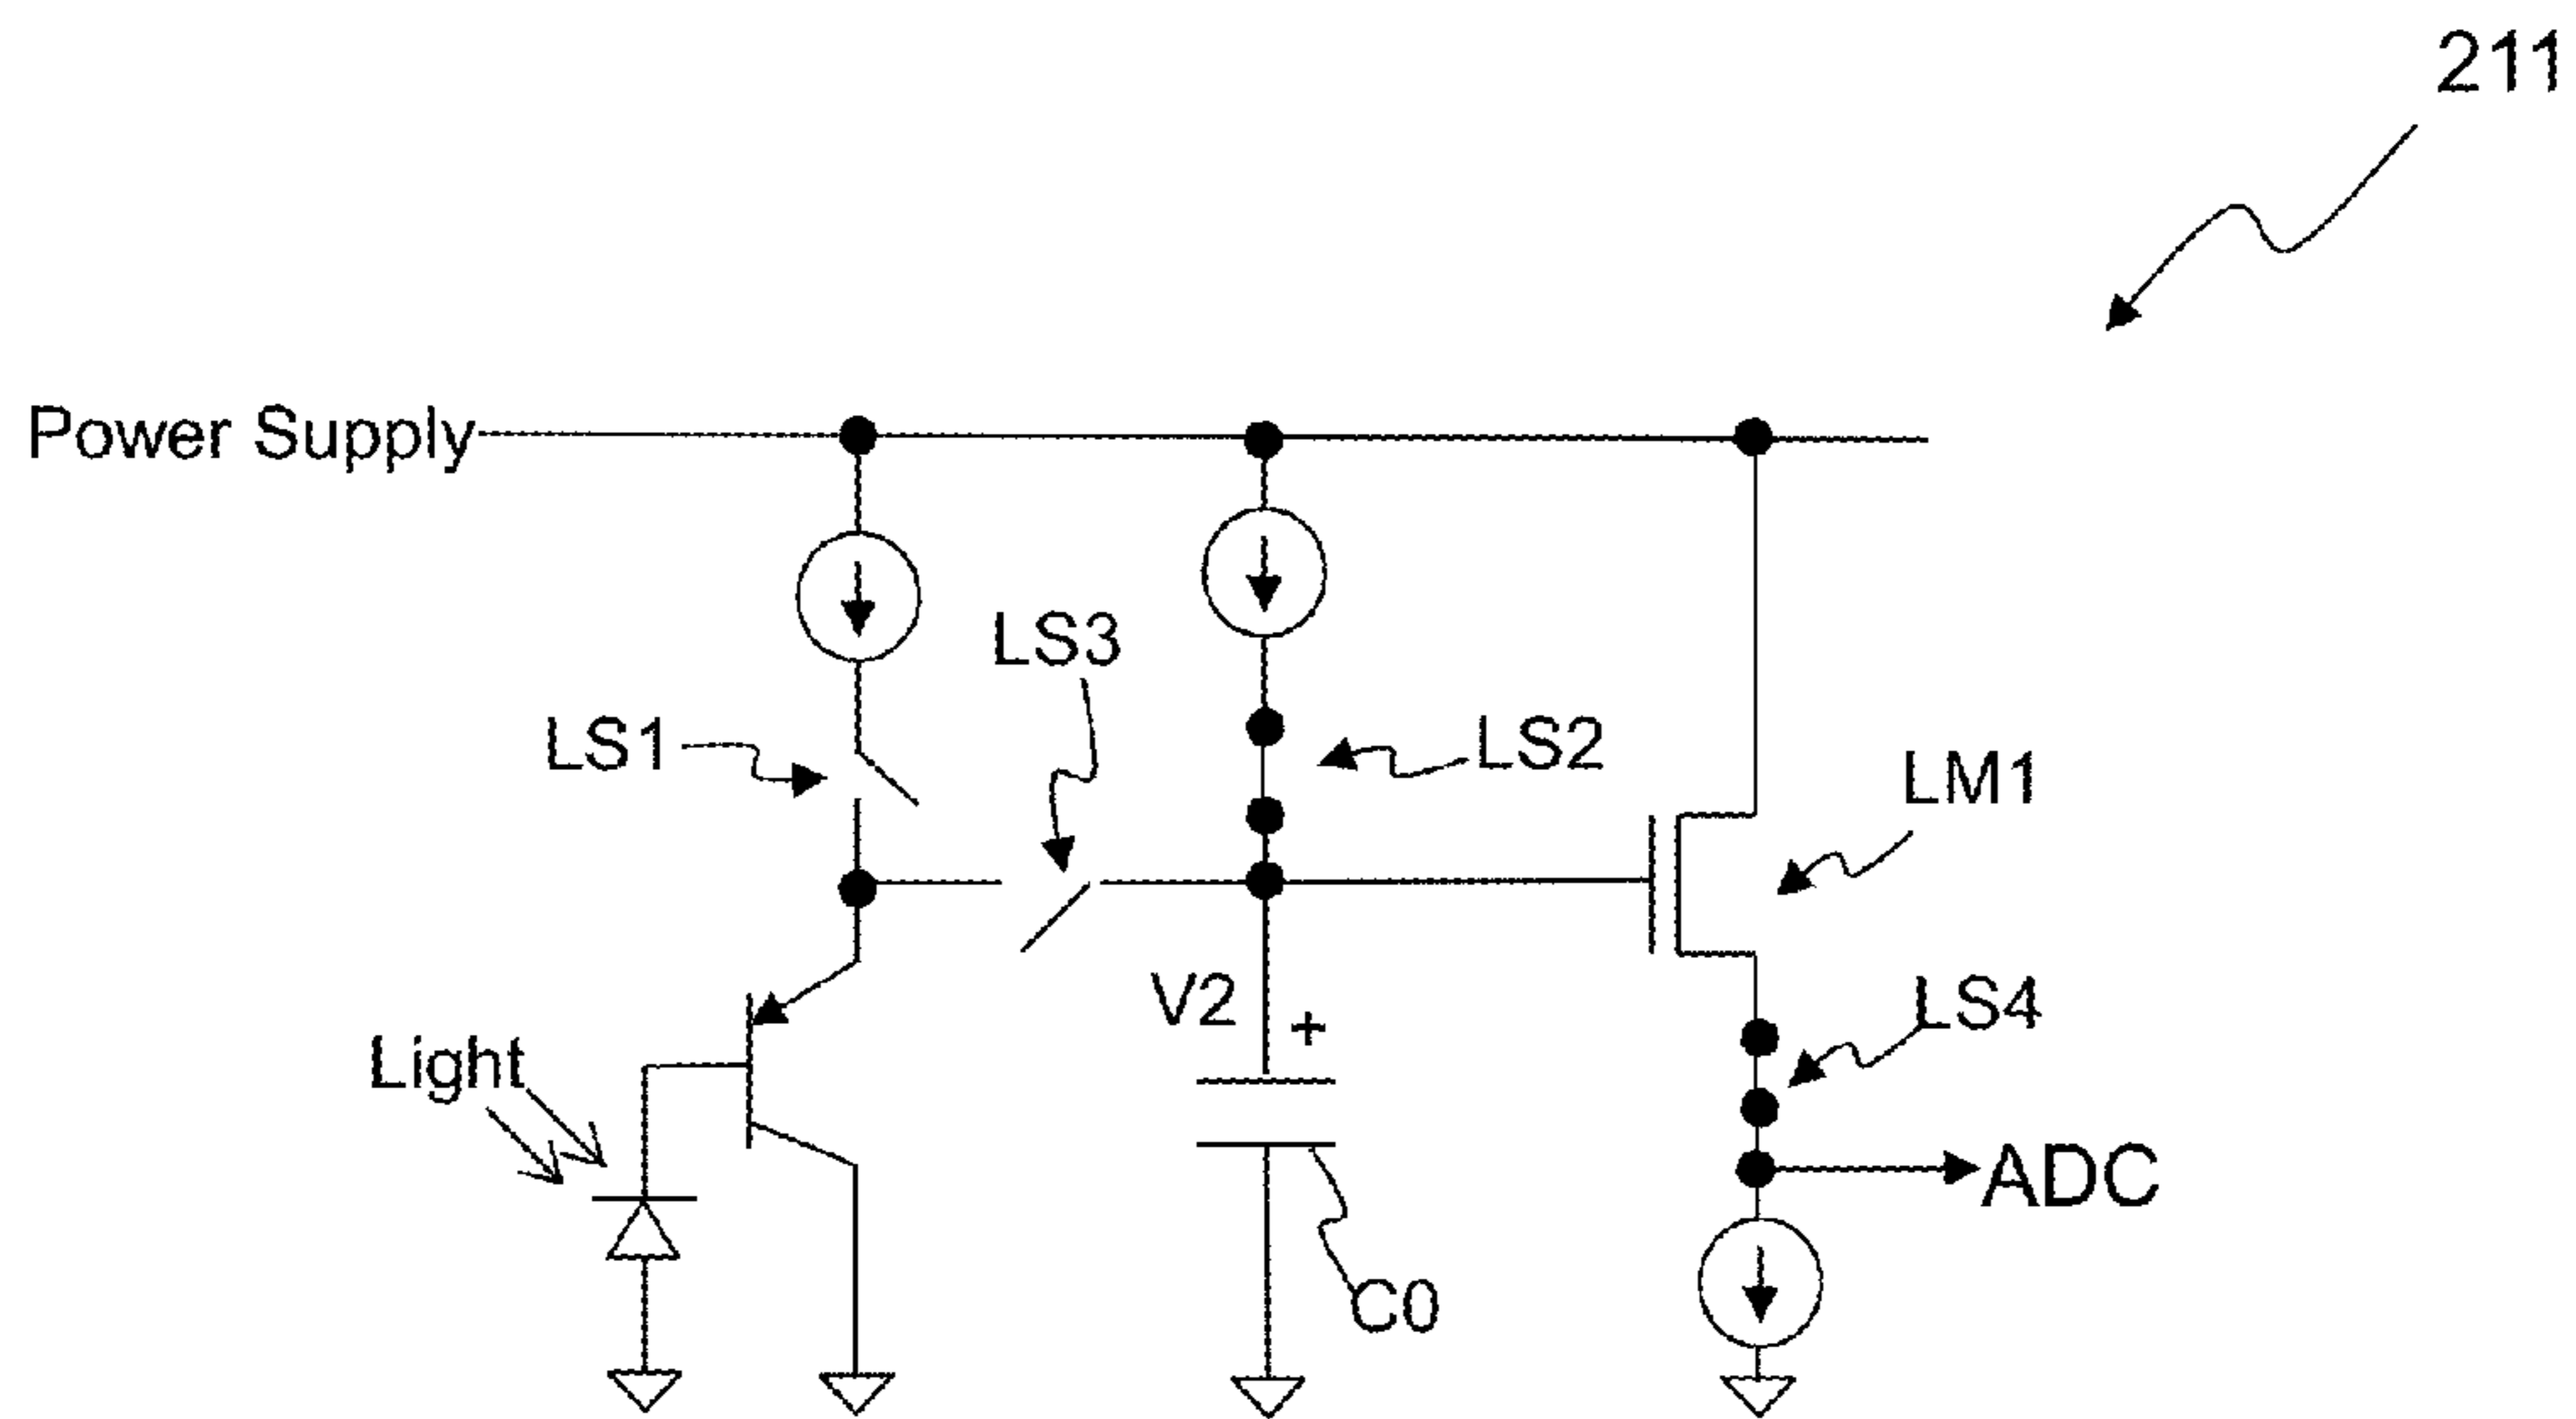 211
Power Supply
LS3
LS1
LS2
LM1
V2
+
LS4
Light
ADC
C0